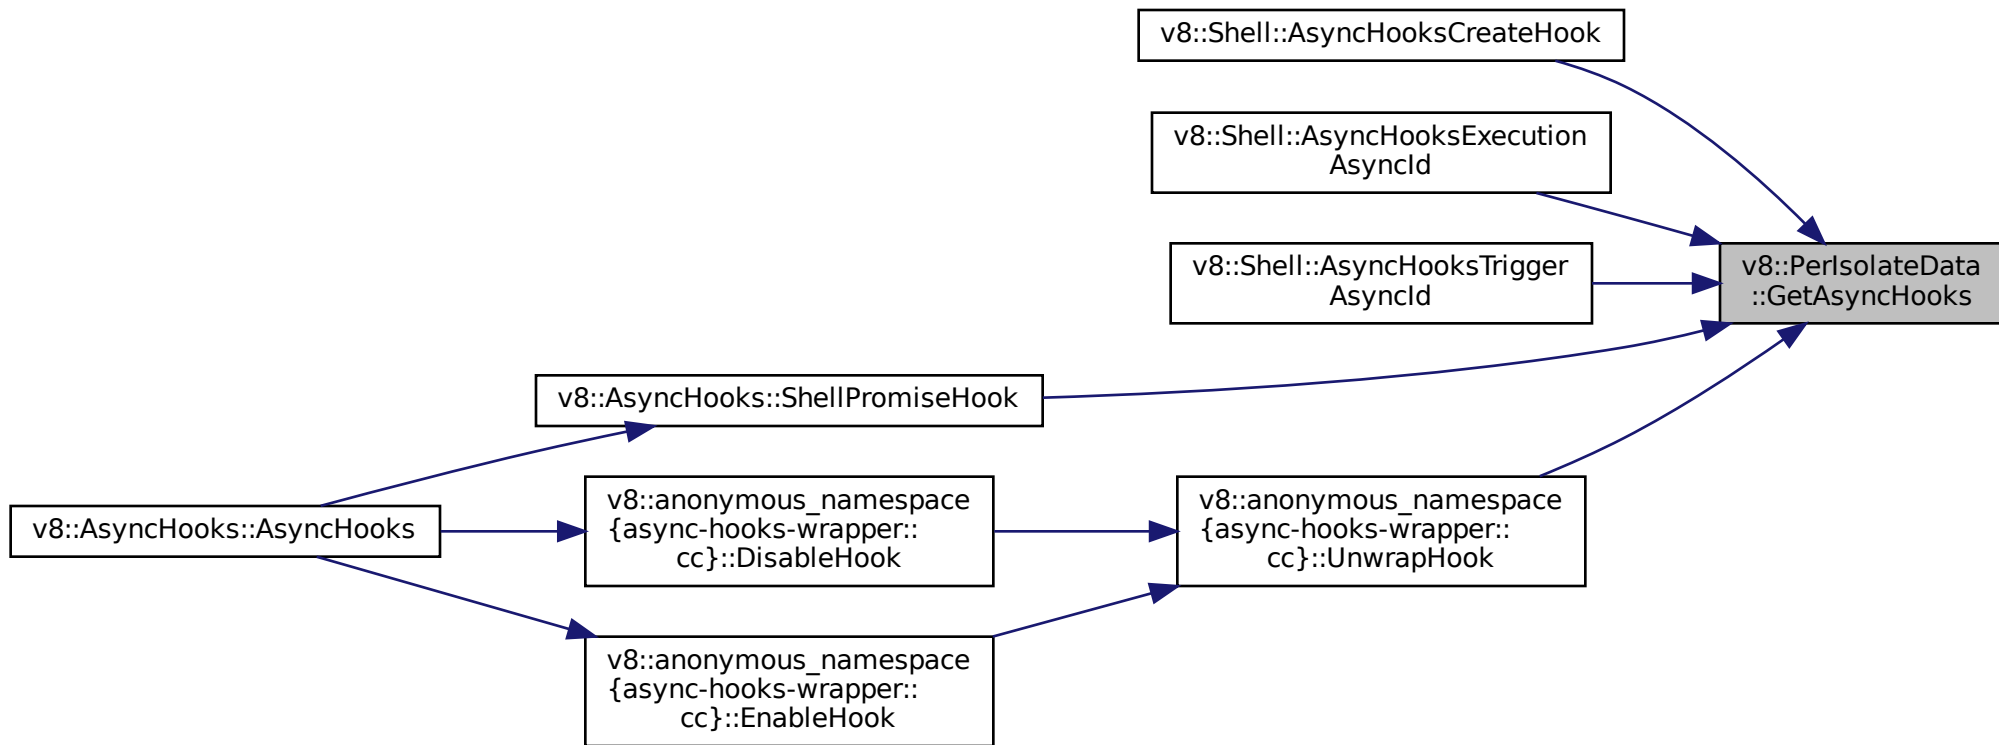 v8::Shell::AsyncHooksCreateHook
v8::Shell::AsyncHooksExecution
AsyncId
v8::Shell::AsyncHooksTrigger
AsyncId
v8::PerIsolateData
::GetAsyncHooks
v8::AsyncHooks::ShellPromiseHook
v8::AsyncHooks::AsyncHooks
v8::anonymous_namespace
{async-hooks-wrapper::
cc}::DisableHook
v8::anonymous_namespace
{async-hooks-wrapper::
cc}::UnwrapHook
v8::anonymous_namespace
{async-hooks-wrapper::
cc}::EnableHook